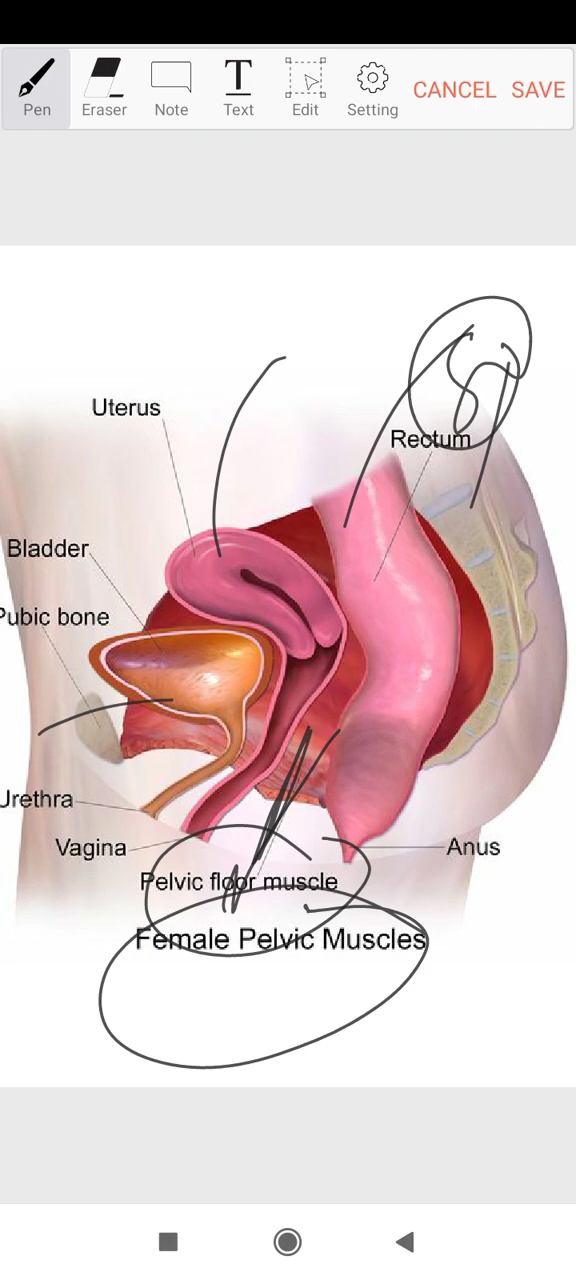 Pen Eraser Note Text Edit Setting CANCEL SAVE
Uterus
Rectum
Bladder
Pubic bone
Urethra
Vagina
Anus
Pelvic floor muscle
Female Pelvic Muscles